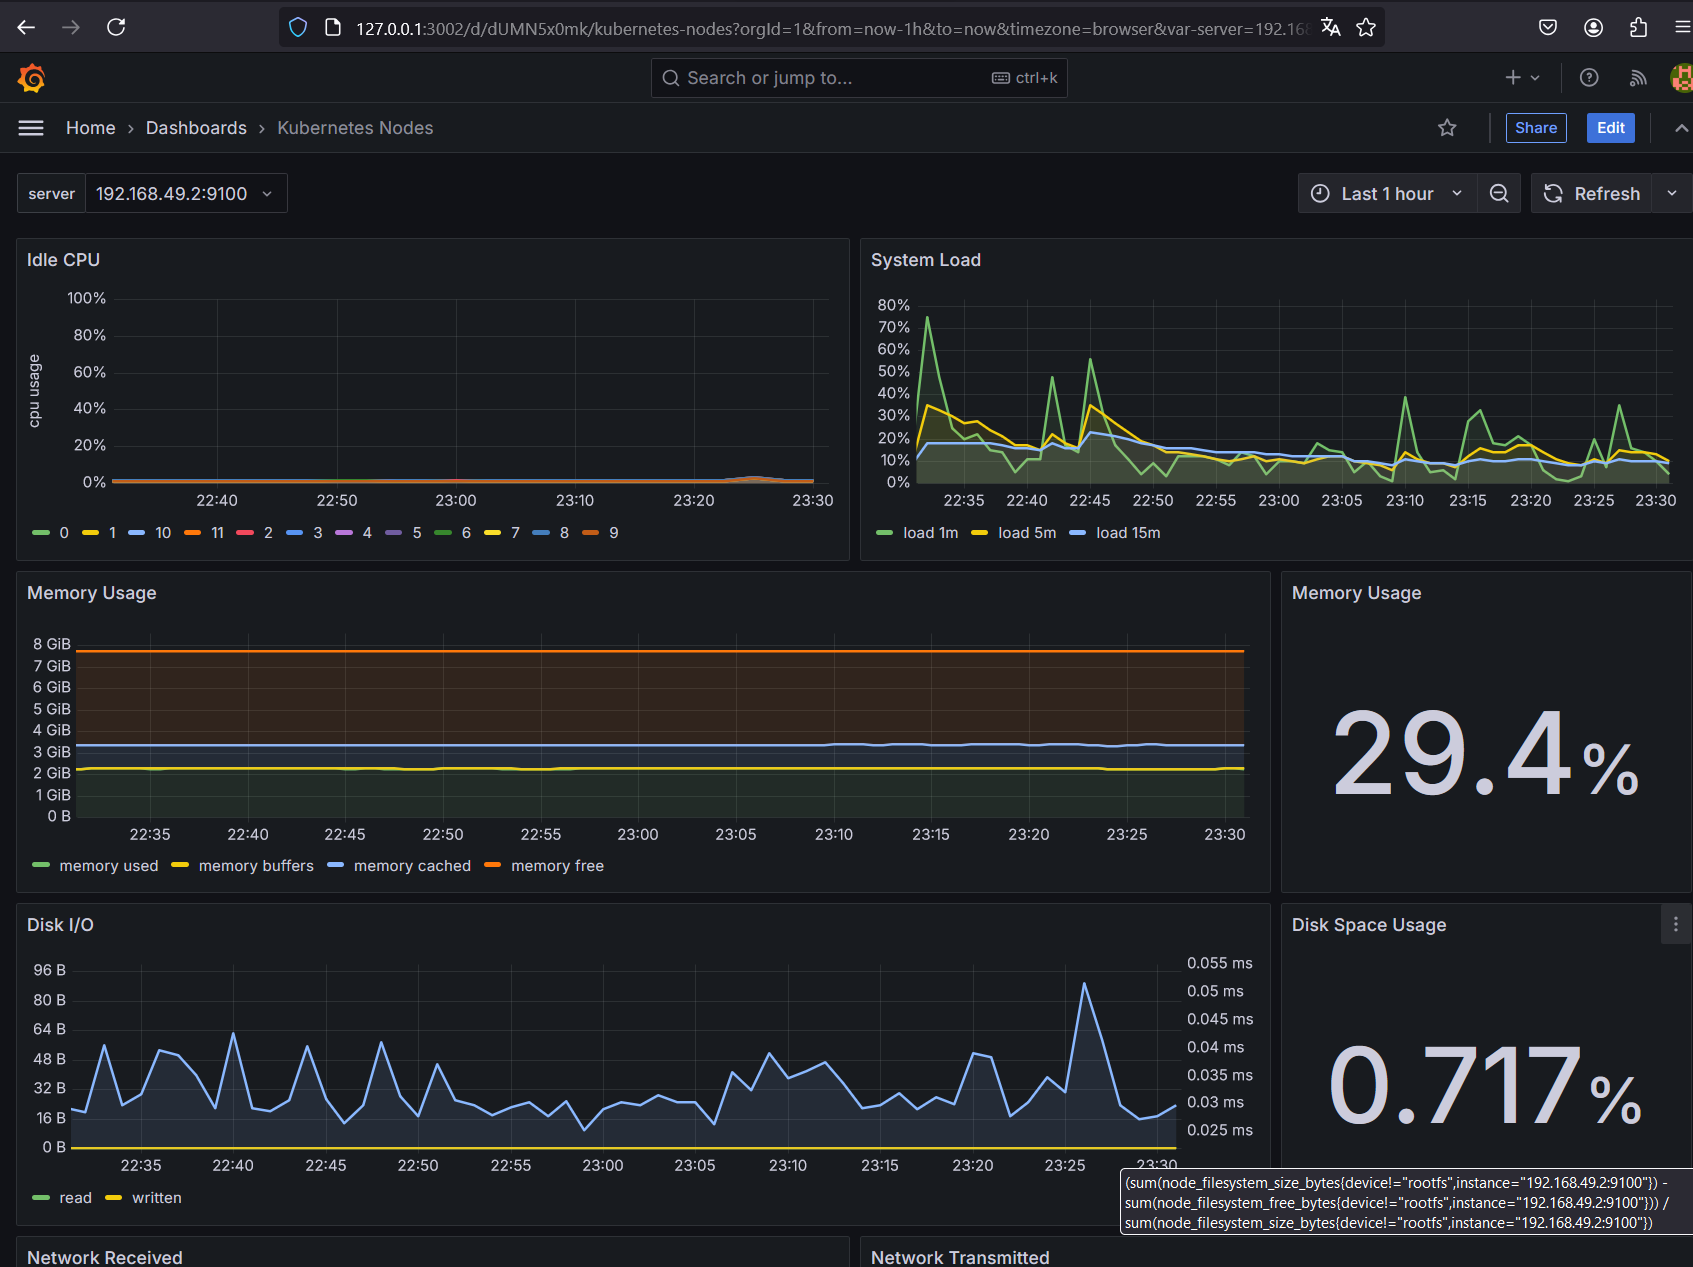 127.0.0.1:3002/d/dUMN5x0mk/kubernetes-nodes?orgId=1&from=now-1h&to=now&timezone=browser&var-server=192.168
Search or jump to... ctrl+k
Home › Dashboards › Kubernetes Nodes
Share Edit
server 192.168.49.2:9100
Last 1 hour Refresh
Idle CPU
cpu usage
100%
80%
60%
40%
20%
0%
22:40 22:50 23:00 23:10 23:20 23:30
0 1 10 11 2 3 4 5 6 7 8 9
System Load
80%
70%
60%
50%
40%
30%
20%
10%
0%
22:35 22:40 22:45 22:50 22:55 23:00 23:05 23:10 23:15 23:20 23:25 23:30
load 1m load 5m load 15m
Memory Usage
8 GiB
7 GiB
6 GiB
5 GiB
4 GiB
3 GiB
2 GiB
1 GiB
0 B
22:35 22:40 22:45 22:50 22:55 23:00 23:05 23:10 23:15 23:20 23:25 23:30
memory used memory buffers memory cached memory free
Memory Usage
29.4%
Disk I/O
96 B
80 B
64 B
48 B
32 B
16 B
0 B
0.055 ms
0.05 ms
0.045 ms
0.04 ms
0.035 ms
0.03 ms
0.025 ms
22:35 22:40 22:45 22:50 22:55 23:00 23:05 23:10 23:15 23:20 23:25 23:30
read written
Disk Space Usage
0.717%
(sum(node_filesystem_size_bytes{device!="rootfs",instance="192.168.49.2:9100"}) -
sum(node_filesystem_free_bytes{device!="rootfs",instance="192.168.49.2:9100"})) /
sum(node_filesystem_size_bytes{device!="rootfs",instance="192.168.49.2:9100"})
Network Received
Network Transmitted